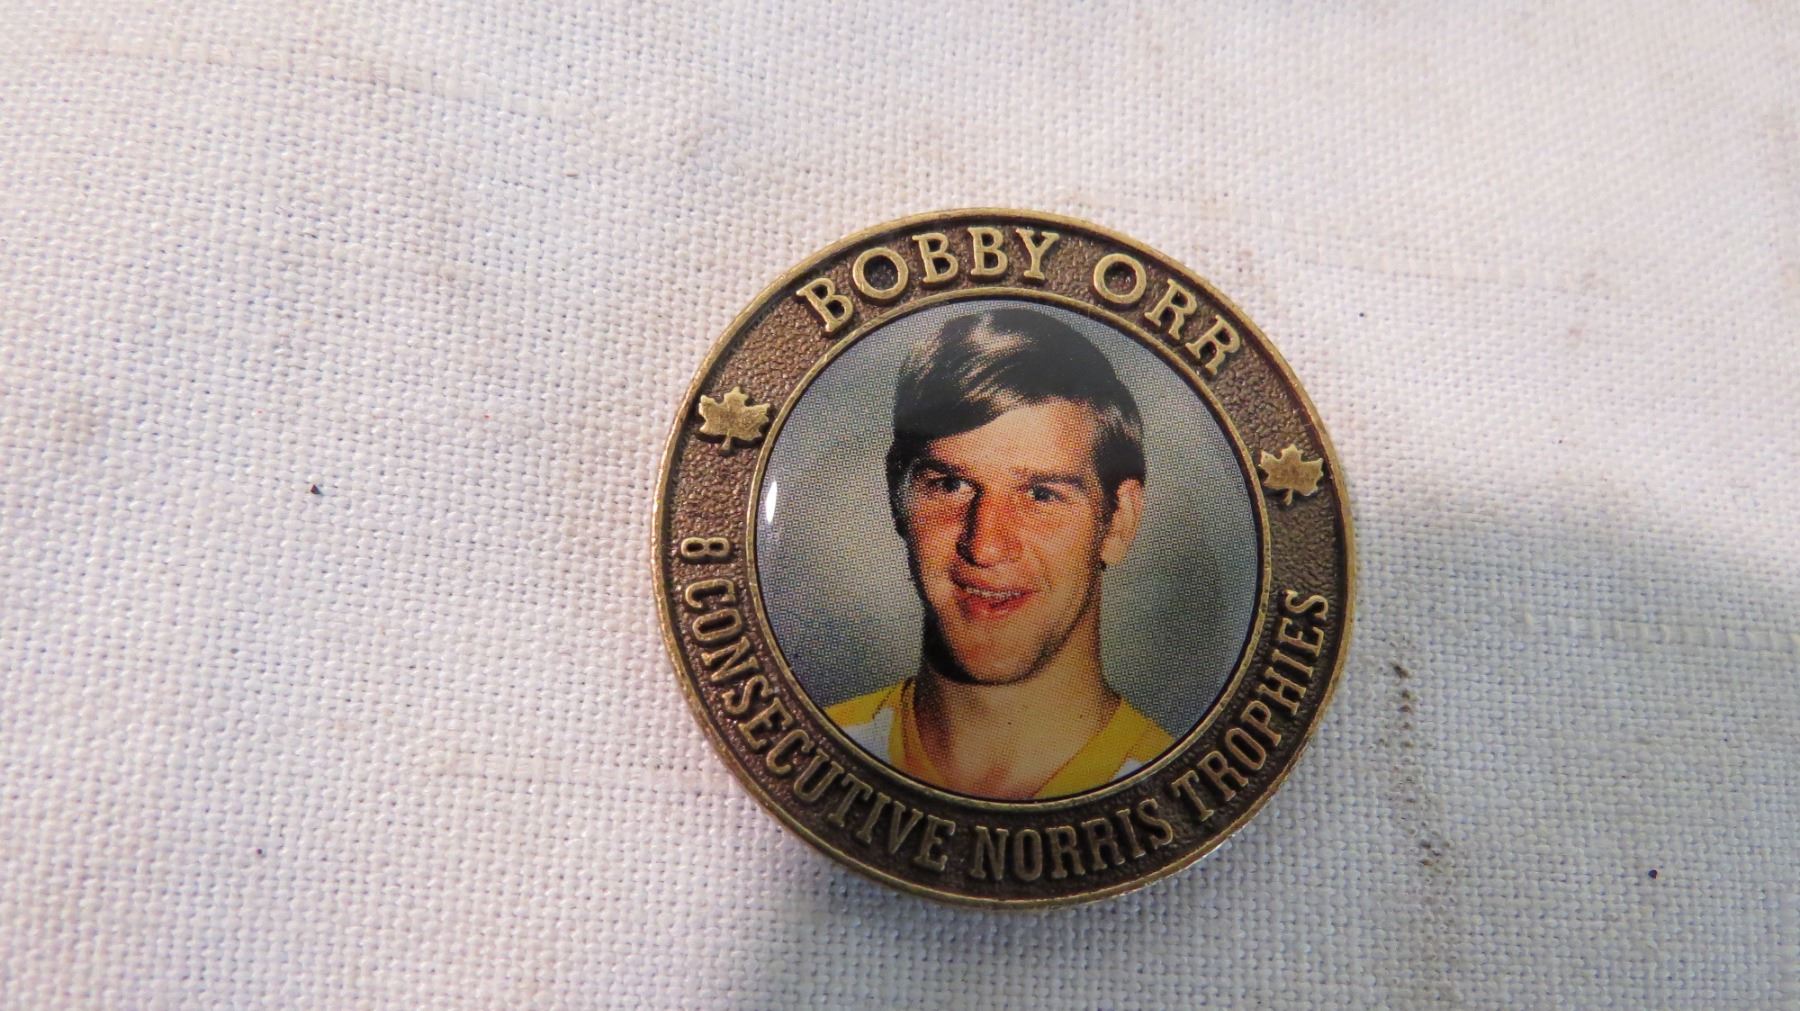 BOBBY ORR
8 CONSECUTIVE NORRIS TROPHIES